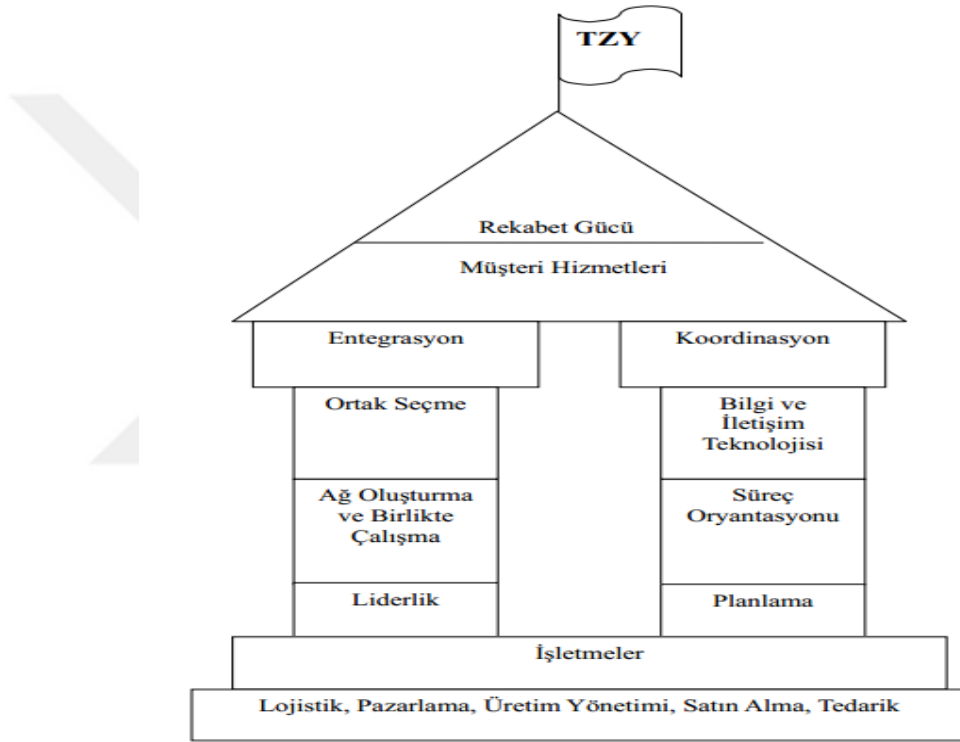 TZY
Rekabet Gücü
Müşteri Hizmetleri
Entegrasyon
Koordinasyon
Ortak Seçme
Bilgi ve
İletişim
Teknolojisi
Ağ Oluşturma
ve Birlikte
Çalışma
Süreç
Oryantasyonu
Liderlik
Planlama
İşletmeler
Lojistik, Pazarlama, Üretim Yönetimi, Satın Alma, Tedarik